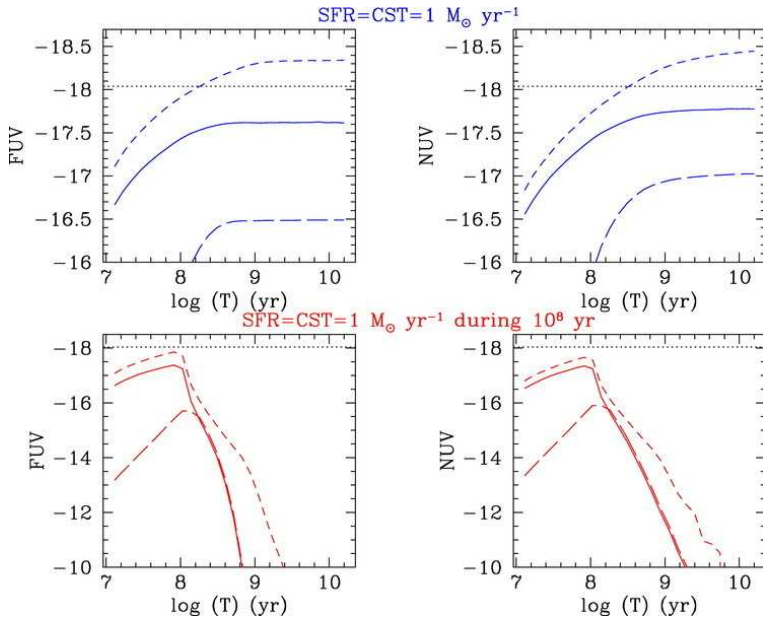 SFR=CST=1 M⊙ yr⁻¹
−18.5
−18
−17.5
−17
−16.5
−16
FUV
7 8 9 10
log (T) (yr)
−18.5
−18
−17.5
−17
−16.5
−16
NUV
7 8 9 10
log (T) (yr)
SFR=CST=1 M⊙ yr⁻¹ during 10⁸ yr
−18
−16
−14
−12
−10
FUV
7 8 9 10
log (T) (yr)
−18
−16
−14
−12
−10
NUV
7 8 9 10
log (T) (yr)